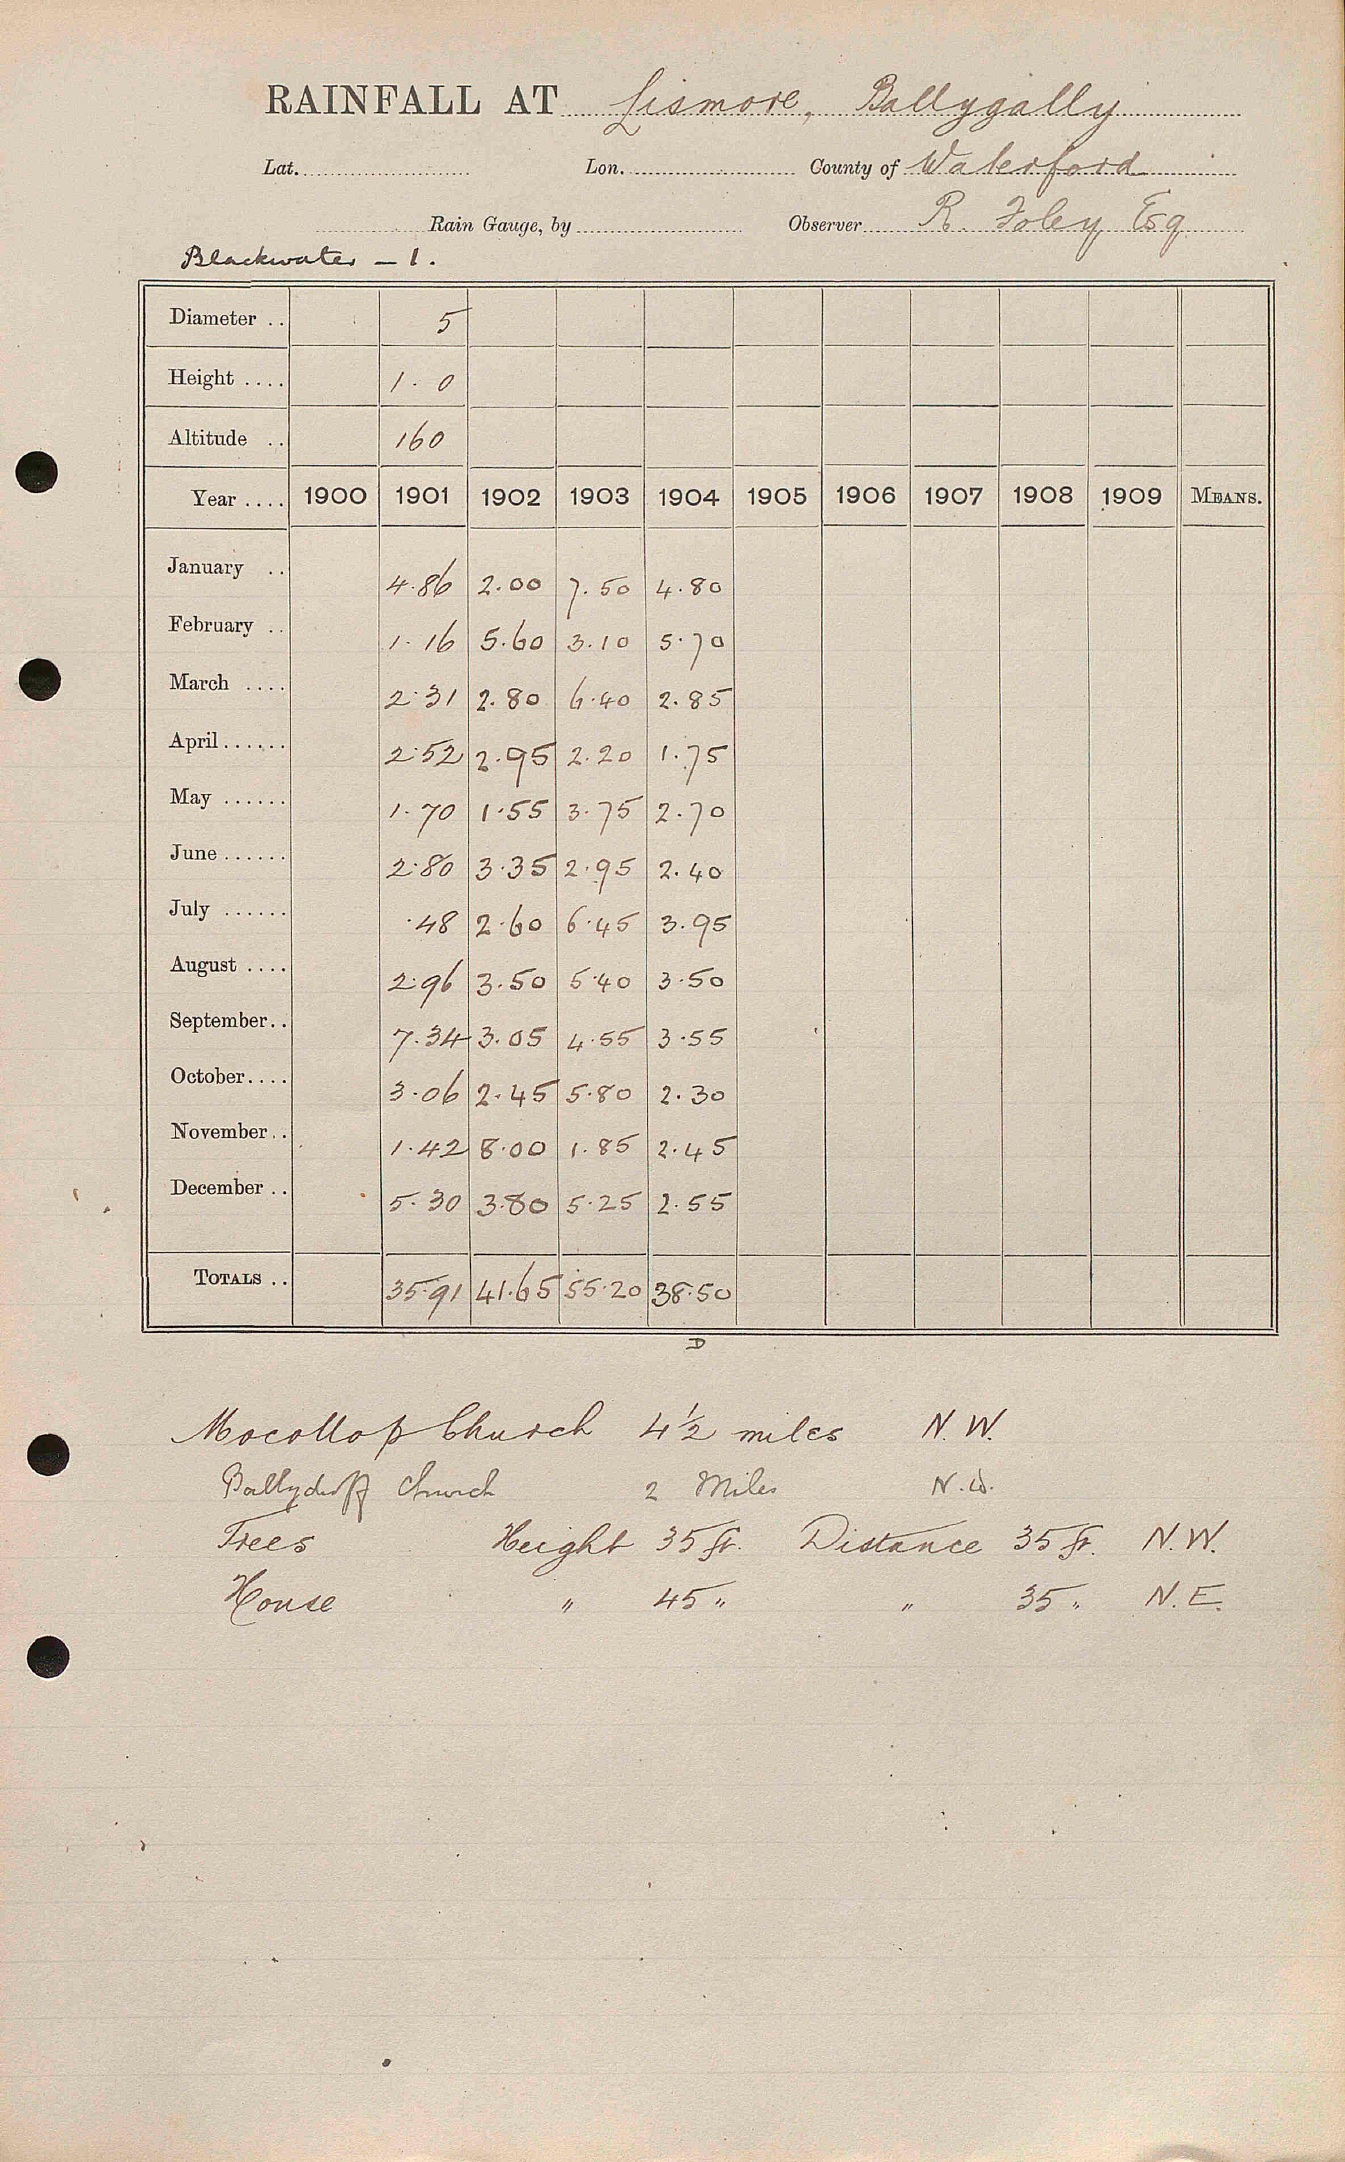 RAINFALL AT Lismore, Ballygally
Lat. Lon. County of Waterford
Rain Gauge, by Observer R. Foley Esq
Blackwater – 1.
Diameter .. 5
Height .... 1. 0
Altitude .. 160
Year .... 1900 1901 1902 1903 1904 1905 1906 1907 1908 1909 MEANS.
January .. 4.86 2.00 7.50 4.80
February .. 1.16 5.60 3.10 5.70
March .... 2.31 2.80 6.40 2.85
April...... 2.52 2.95 2.20 1.75
May ...... 1.70 1.55 3.75 2.70
June...... 2.80 3.35 2.95 2.40
July ...... .48 2.60 6.45 3.95
August .... 2.96 3.50 5.40 3.50
September.. 7.34 3.05 4.55 3.55
October.... 3.06 2.45 5.80 2.30
November.. 1.42 8.00 1.85 2.45
December .. 5.30 3.80 5.25 2.55
TOTALS .. 35.91 41.65 55.20 38.50
D
Mocollop Church 4½ miles N.W.
Church 2 Miles N.W.
Trees Height 35 ft. Distance 35 ft. N.W.
House " 45 " " 35 " N.E.